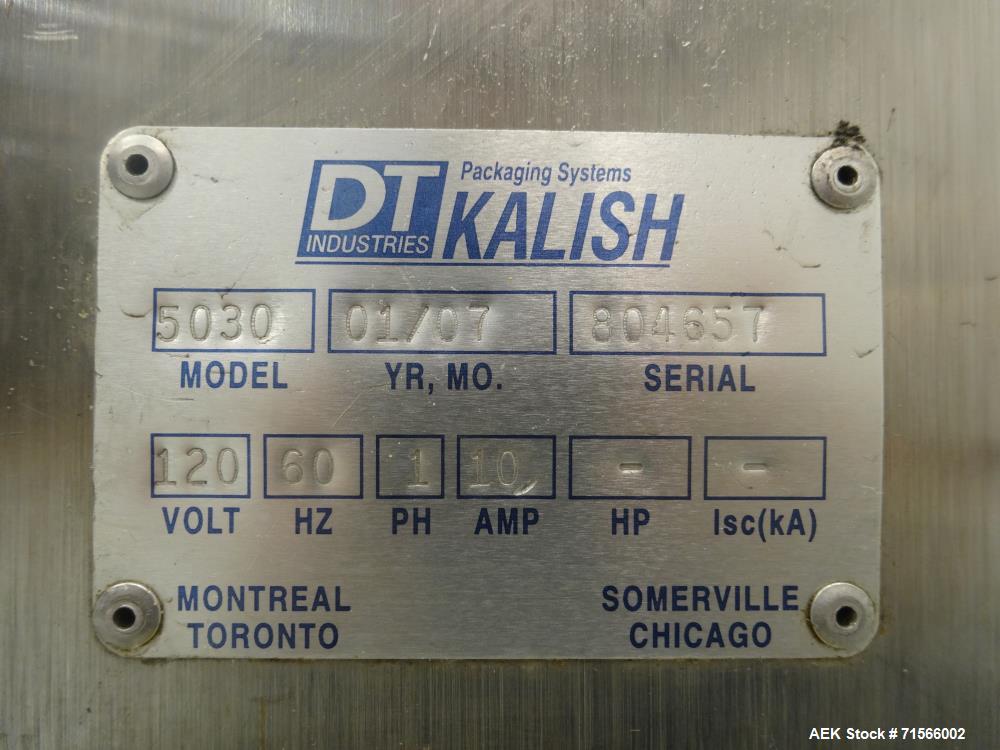 Packaging Systems
DT KALISH
INDUSTRIES
5030 01/07 804657
MODEL YR, MO. SERIAL
120 60 1 10 - -
VOLT HZ PH AMP HP Isc(kA)
MONTREAL SOMERVILLE
TORONTO CHICAGO
AEK Stock #71566002